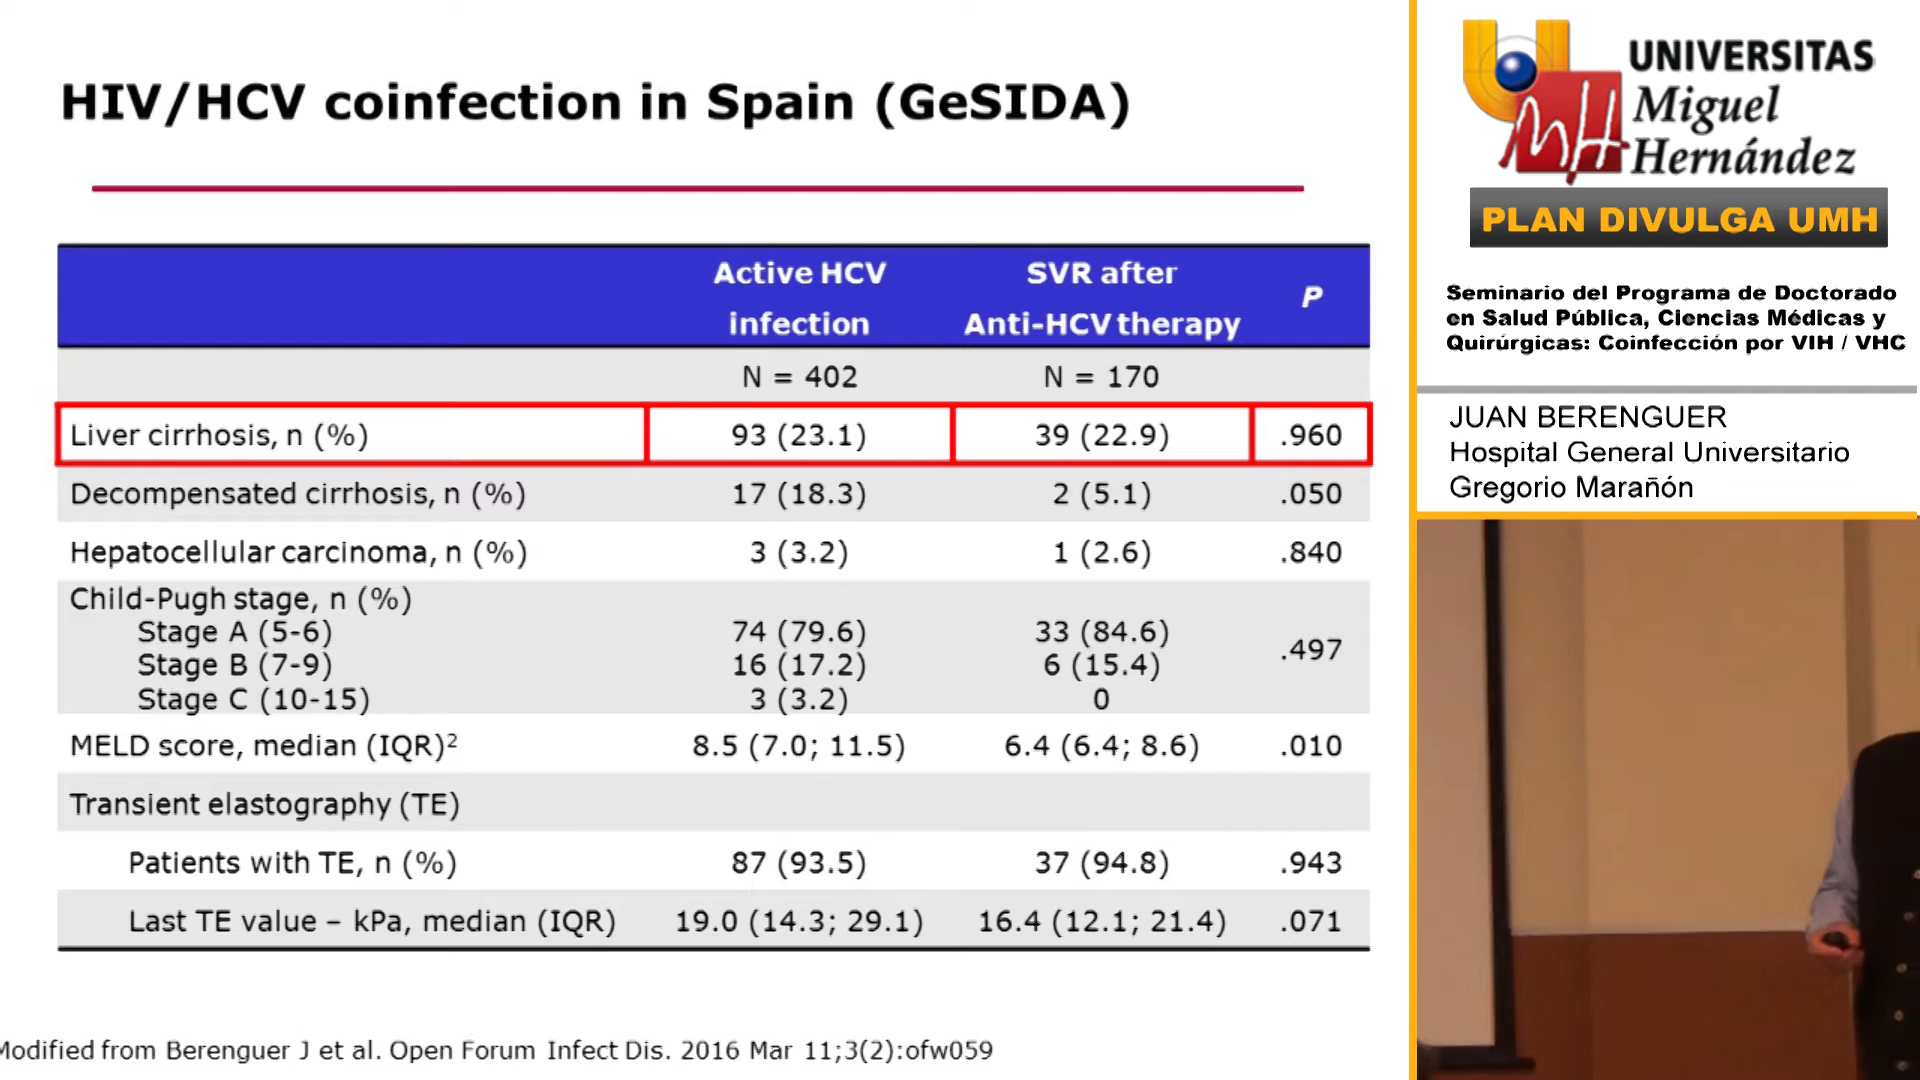 HIV/HCV coinfection in Spain (GeSIDA)
Active HCV infection SVR after Anti-HCV therapy P
N = 402 N = 170
Liver cirrhosis, n (%) 93 (23.1) 39 (22.9) .960
Decompensated cirrhosis, n (%) 17 (18.3) 2 (5.1) .050
Hepatocellular carcinoma, n (%) 3 (3.2) 1 (2.6) .840
Child-Pugh stage, n (%) .497
Stage A (5-6) 74 (79.6) 33 (84.6)
Stage B (7-9) 16 (17.2) 6 (15.4)
Stage C (10-15) 3 (3.2) 0
MELD score, median (IQR)² 8.5 (7.0; 11.5) 6.4 (6.4; 8.6) .010
Transient elastography (TE)
Patients with TE, n (%) 87 (93.5) 37 (94.8) .943
Last TE value – kPa, median (IQR) 19.0 (14.3; 29.1) 16.4 (12.1; 21.4) .071
Modified from Berenguer J et al. Open Forum Infect Dis. 2016 Mar 11;3(2):ofw059
UNIVERSITAS
Miguel
Hernández
PLAN DIVULGA UMH
Seminario del Programa de Doctorado
en Salud Pública, Ciencias Médicas y
Quirúrgicas: Coinfección por VIH / VHC
JUAN BERENGUER
Hospital General Universitario
Gregorio Marañón